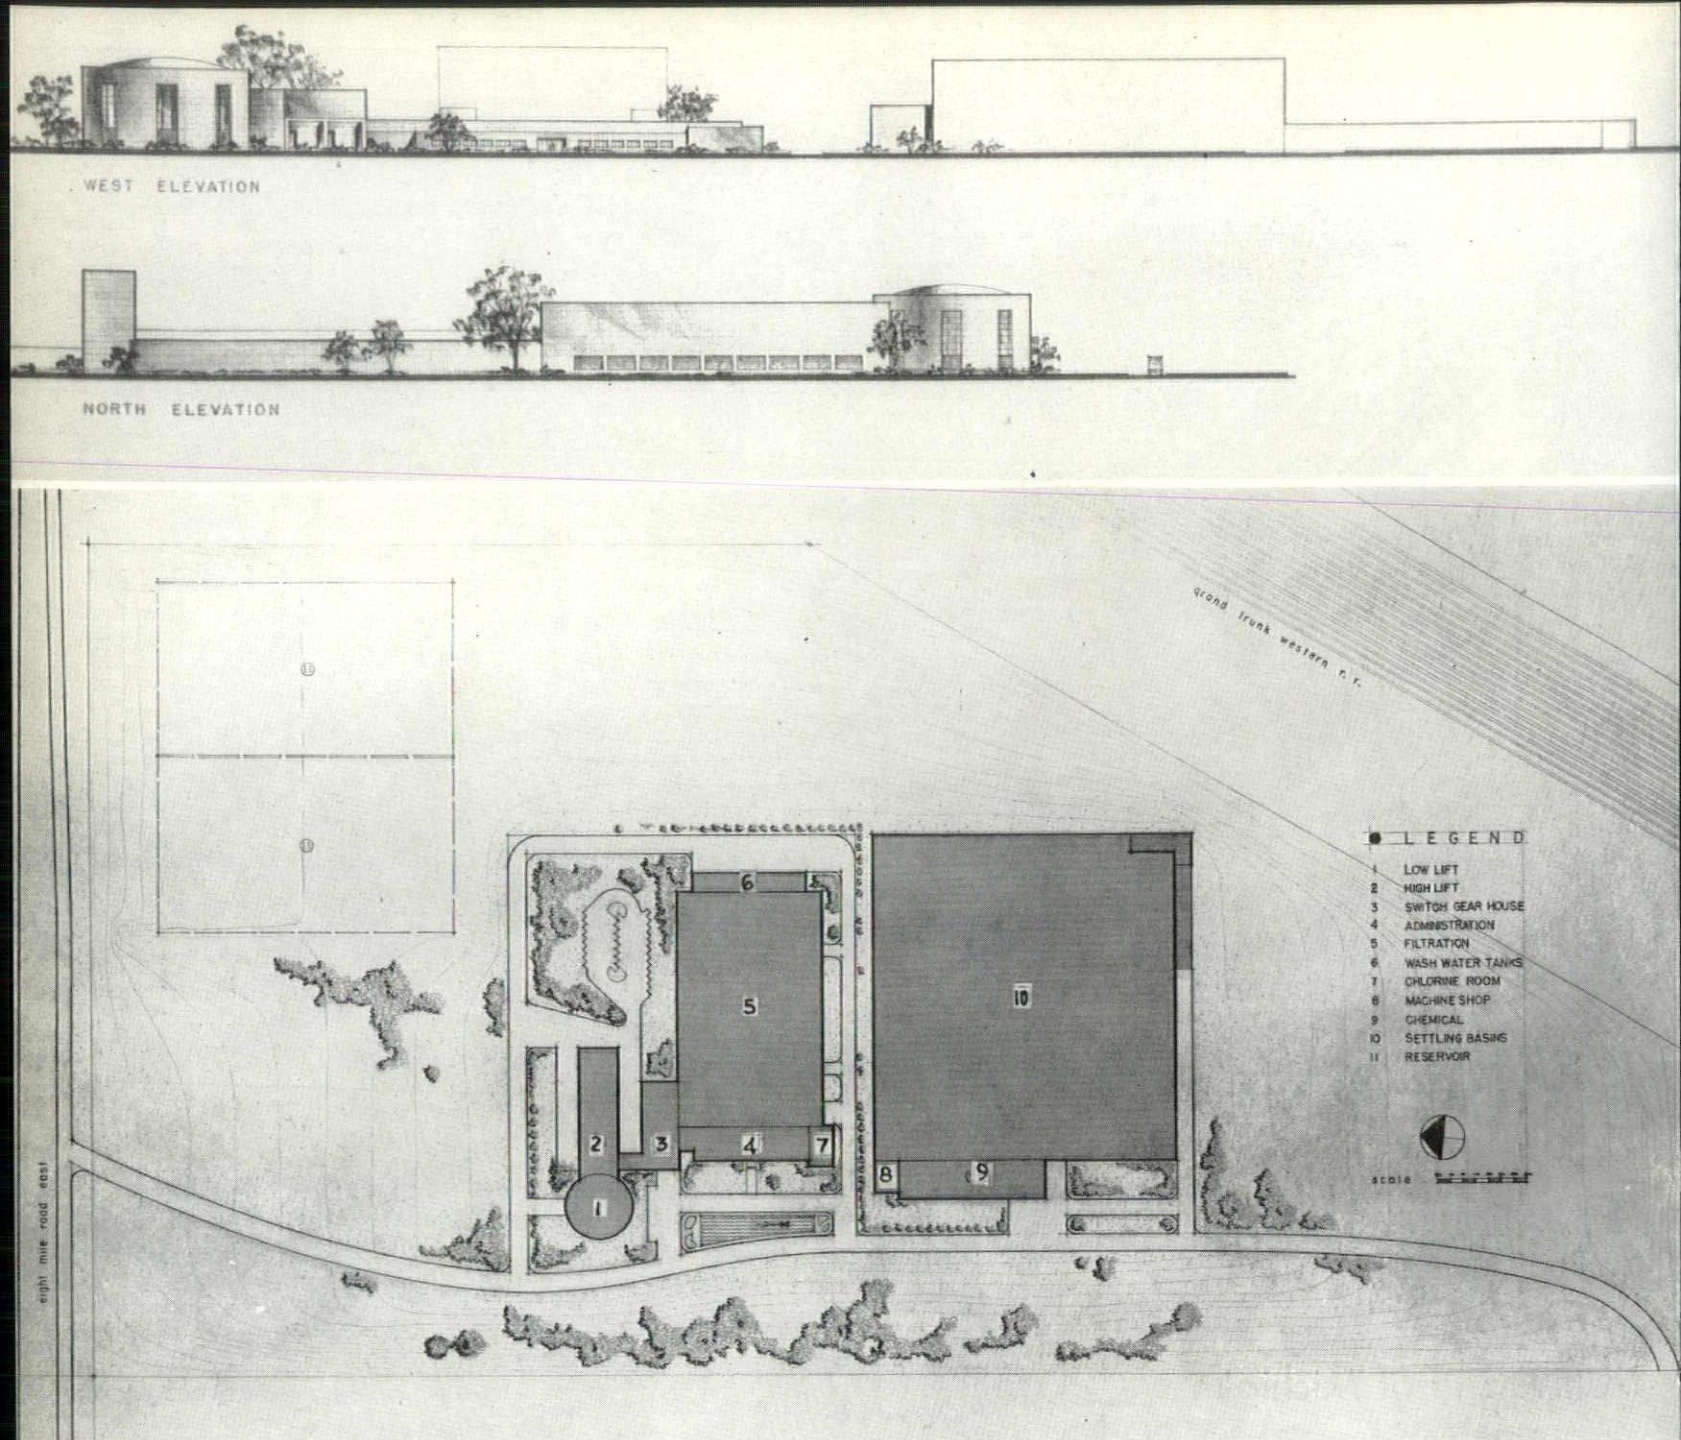 WEST ELEVATION
NORTH ELEVATION
grand trunk western r. r.
11
11
6
5
10
2
3
4
7
8
9
1
LEGEND
1 LOW LIFT
2 HIGH LIFT
3 SWITCH GEAR HOUSE
4 ADMINISTRATION
5 FILTRATION
6 WASH WATER TANKS
7 CHLORINE ROOM
8 MACHINE SHOP
9 CHEMICAL
10 SETTLING BASINS
11 RESERVOIR
scale
eight mile road east